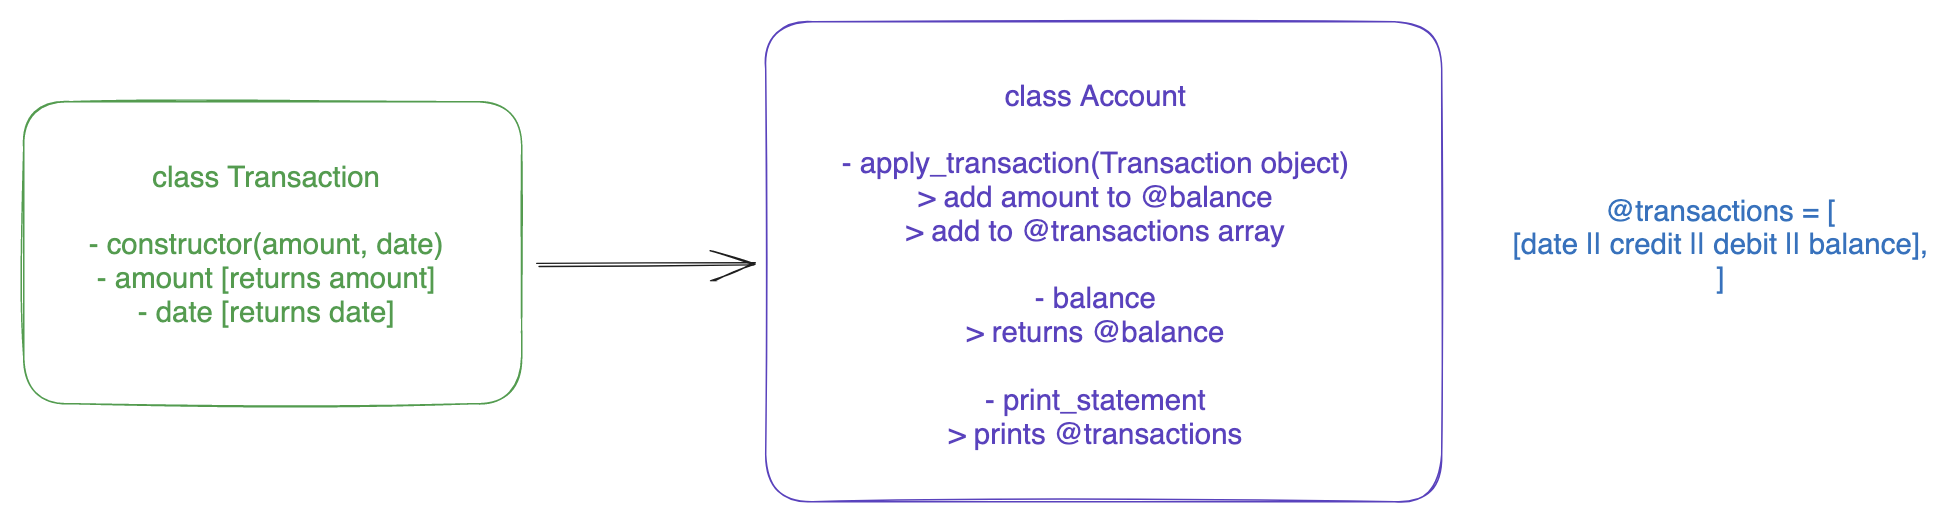 class Transaction
- constructor(amount, date)
- amount [returns amount]
- date [returns date]
class Account
- apply_transaction(Transaction object)
> add amount to @balance
> add to @transactions array
- balance
> returns @balance
- print_statement
> prints @transactions
@transactions = [
[date || credit || debit || balance],
]